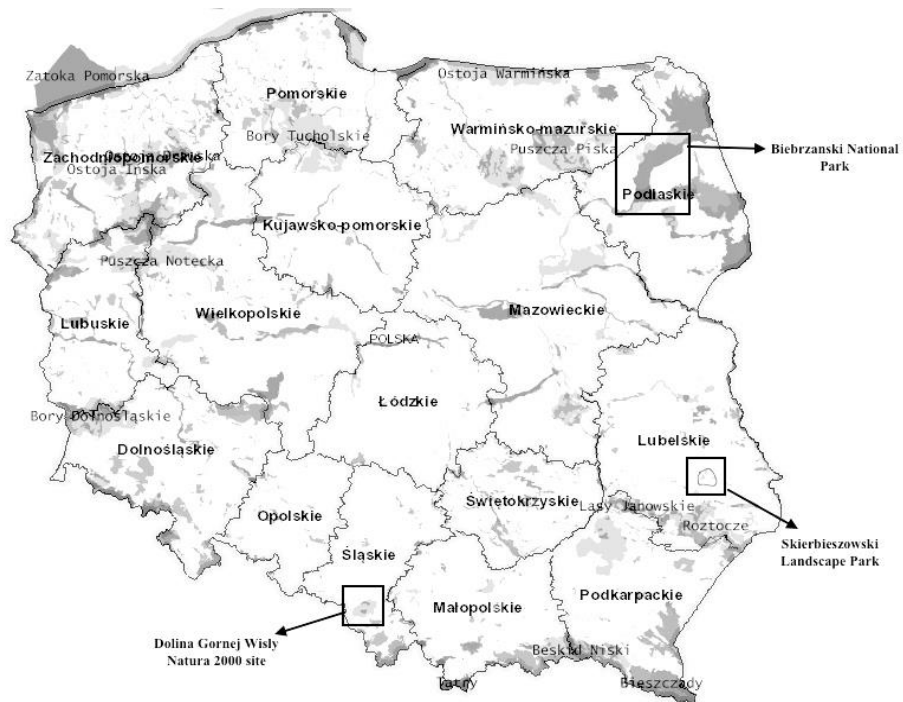 Zatoka Pomorska
Ostoja Warmińska
Pomorskie
Warmińsko-mazurskie
Bory Tucholskie
Puszcza Piska
Biebrzanski National
Park
Zachodniopomorskie
Ostoja Ińska
Podlaskie
Kujawsko-pomorskie
Puszcza Notecka
Lubuskie
Wielkopolskie
Mazowieckie
POLSKA
Łódzkie
Bory Dolnośląskie
Dolnośląskie
Lubelskie
Opolskie
Świetokrzyskie
Lasy Janowskie
Roztocze
Śląskie
Skierbieszowski
Landscape Park
Małopolskie
Podkarpackie
Dolina Gornej Wisly
Natura 2000 site
Beskid Niski
Tatry
Bieszczady